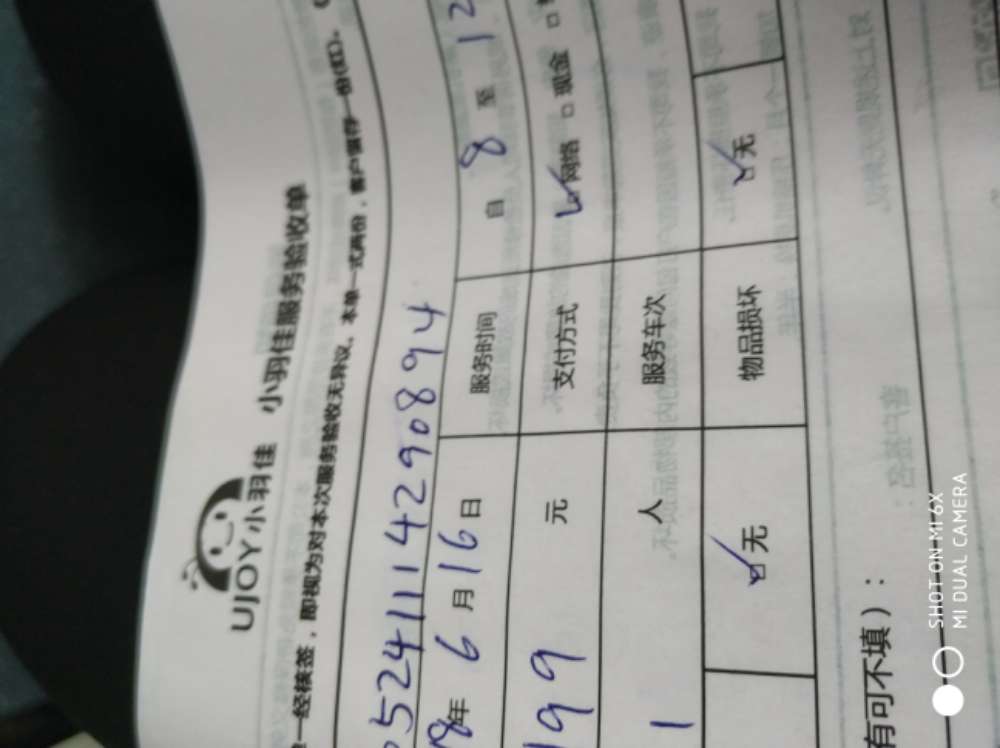 UJOY小羽佳 小羽佳服务验收单
一经核签，即视为对本次服务验收无异议。本单一式两份，客户留存一份(红)。
524111429 0894
8年 6 月 16 日 服务时间 自 8 至 12
199 元 支付方式 网络 现金
1 人 服务车次
无 物品损坏 无
有可不填）：
SHOT ON MI 6X
MI DUAL CAMERA